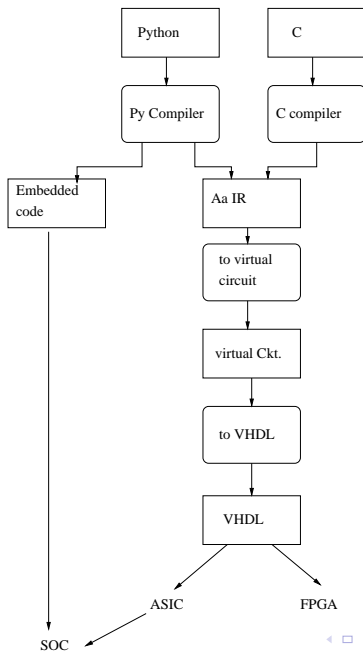 Python
C
Py Compiler
C compiler
Embedded
code
Aa IR
to virtual
circuit
virtual Ckt.
to VHDL
VHDL
ASIC
FPGA
SOC